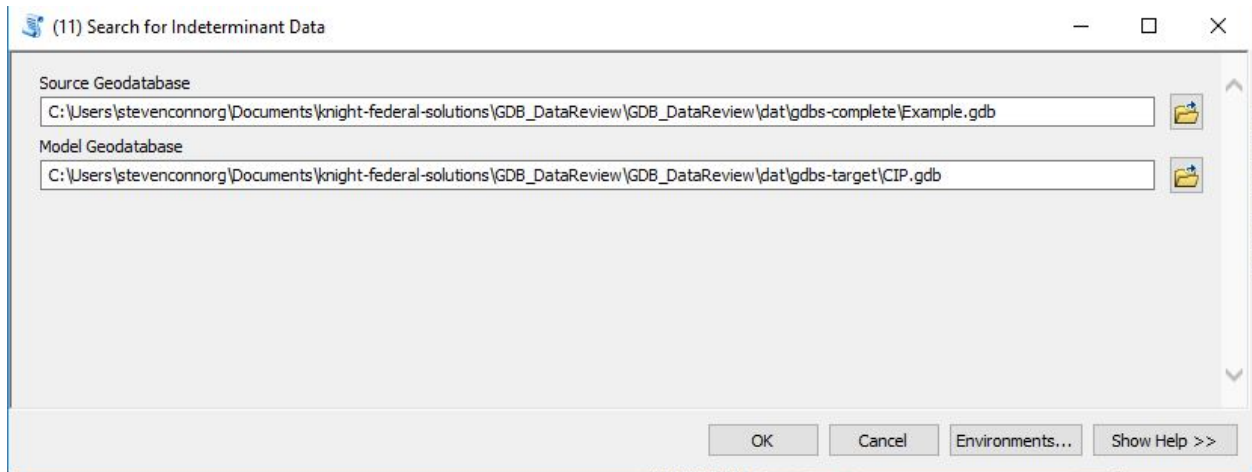 (11) Search for Indeterminant Data
Source Geodatabase
C:\Users\stevenconnorg\Documents\knight-federal-solutions\GDB_DataReview\GDB_DataReview\dat\gdbs-complete\Example.gdb
Model Geodatabase
C:\Users\stevenconnorg\Documents\knight-federal-solutions\GDB_DataReview\GDB_DataReview\dat\gdbs-target\CIP.gdb
OK Cancel Environments... Show Help >>